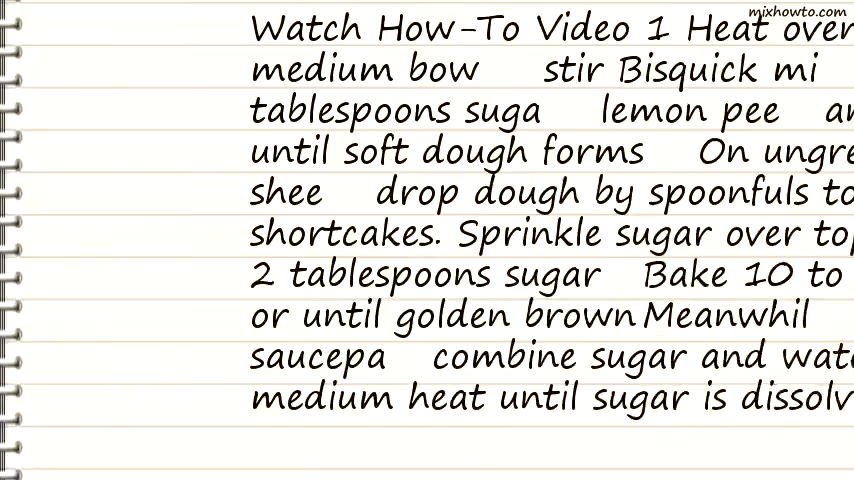 mixhowto.com
Watch How-To Video 1 Heat over
medium bow stir Bisquick mi
tablespoons suga lemon pee
until soft dough forms On ungre
shee drop dough by spoonfuls to
shortcakes. Sprinkle sugar over to
2 tablespoons sugar Bake 10 to
or until golden brown Meanwhil
saucepa combine sugar and wat
medium heat until sugar is dissolv